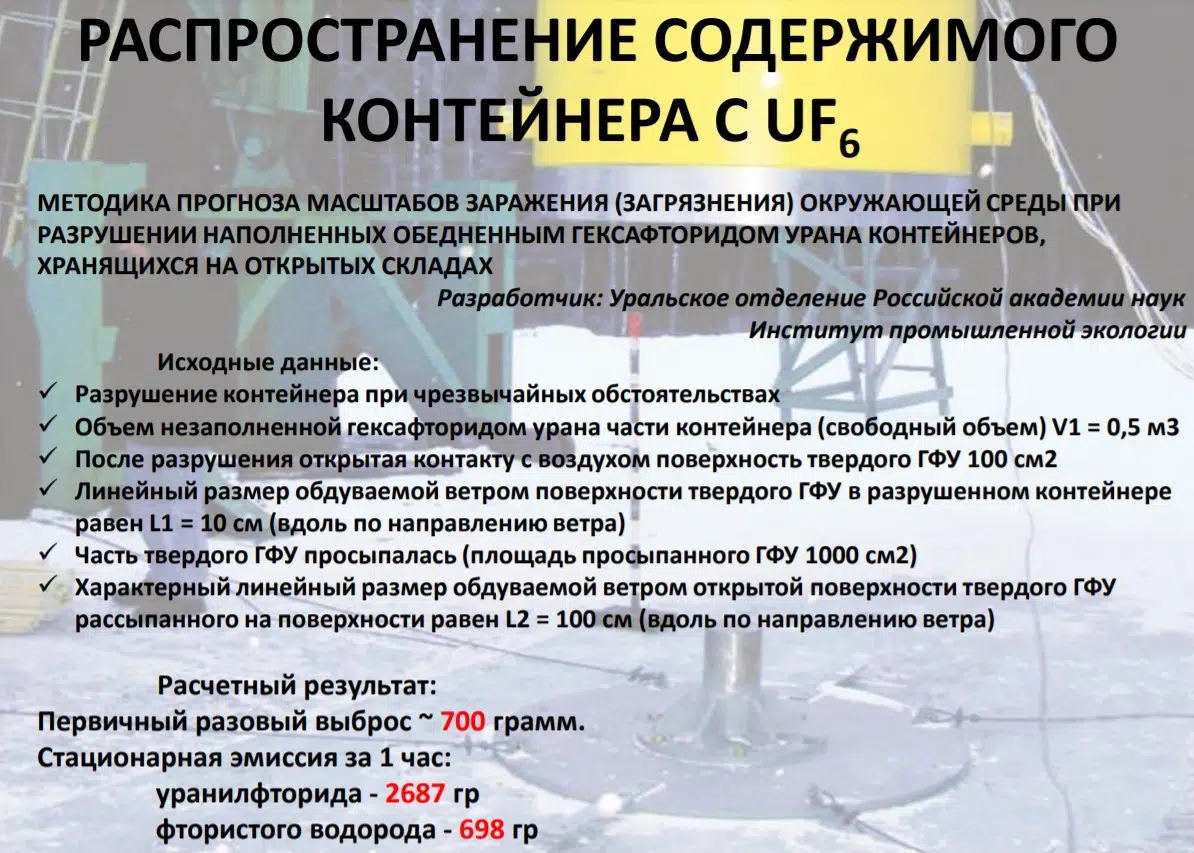 РАСПРОСТРАНЕНИЕ СОДЕРЖИМОГО
КОНТЕЙНЕРА С UF₆
МЕТОДИКА ПРОГНОЗА МАСШТАБОВ ЗАРАЖЕНИЯ (ЗАГРЯЗНЕНИЯ) ОКРУЖАЮЩЕЙ СРЕДЫ ПРИ
РАЗРУШЕНИИ НАПОЛНЕННЫХ ОБЕДНЕННЫМ ГЕКСАФТОРИДОМ УРАНА КОНТЕЙНЕРОВ,
ХРАНЯЩИХСЯ НА ОТКРЫТЫХ СКЛАДАХ
Разработчик: Уральское отделение Российской академии наук
Институт промышленной экологии
Исходные данные:
✓ Разрушение контейнера при чрезвычайных обстоятельствах
✓ Объем незаполненной гексафторидом урана части контейнера (свободный объем) V1 = 0,5 м3
✓ После разрушения открытая контакту с воздухом поверхность твердого ГФУ 100 см2
✓ Линейный размер обдуваемой ветром поверхности твердого ГФУ в разрушенном контейнере
равен L1 = 10 см (вдоль по направлению ветра)
✓ Часть твердого ГФУ просыпалась (площадь просыпанного ГФУ 1000 см2)
✓ Характерный линейный размер обдуваемой ветром открытой поверхности твердого ГФУ
рассыпанного на поверхности равен L2 = 100 см (вдоль по направлению ветра)
Расчетный результат:
Первичный разовый выброс ~ 700 грамм.
Стационарная эмиссия за 1 час:
уранилфторида - 2687 гр
фтористого водорода - 698 гр